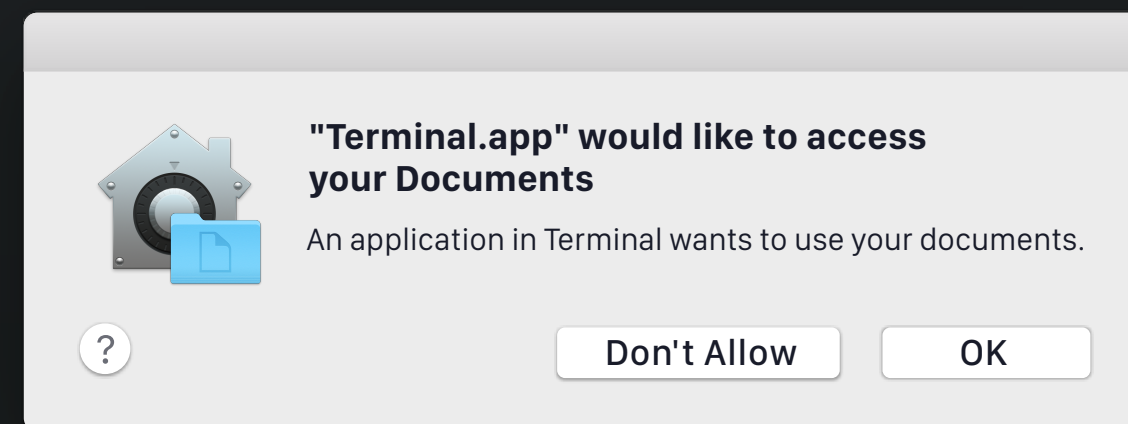 "Terminal.app" would like to access
your Documents
An application in Terminal wants to use your documents.
?
Don't Allow
OK